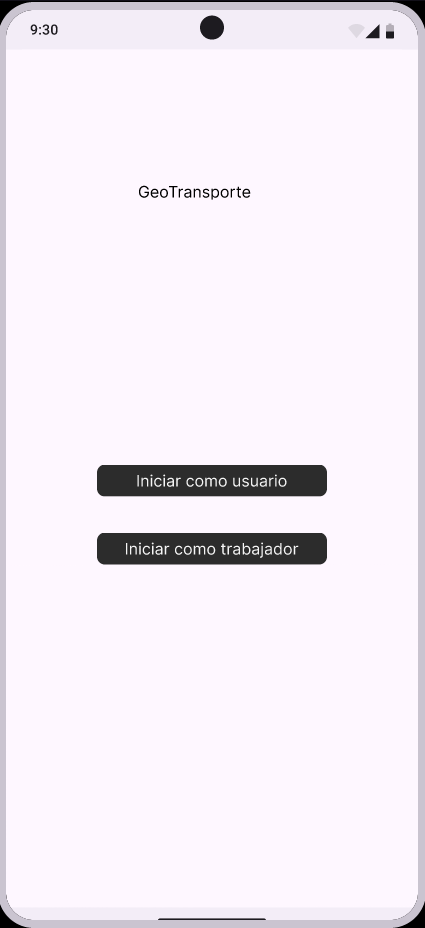 9:30
GeoTransporte
Iniciar como usuario
Iniciar como trabajador